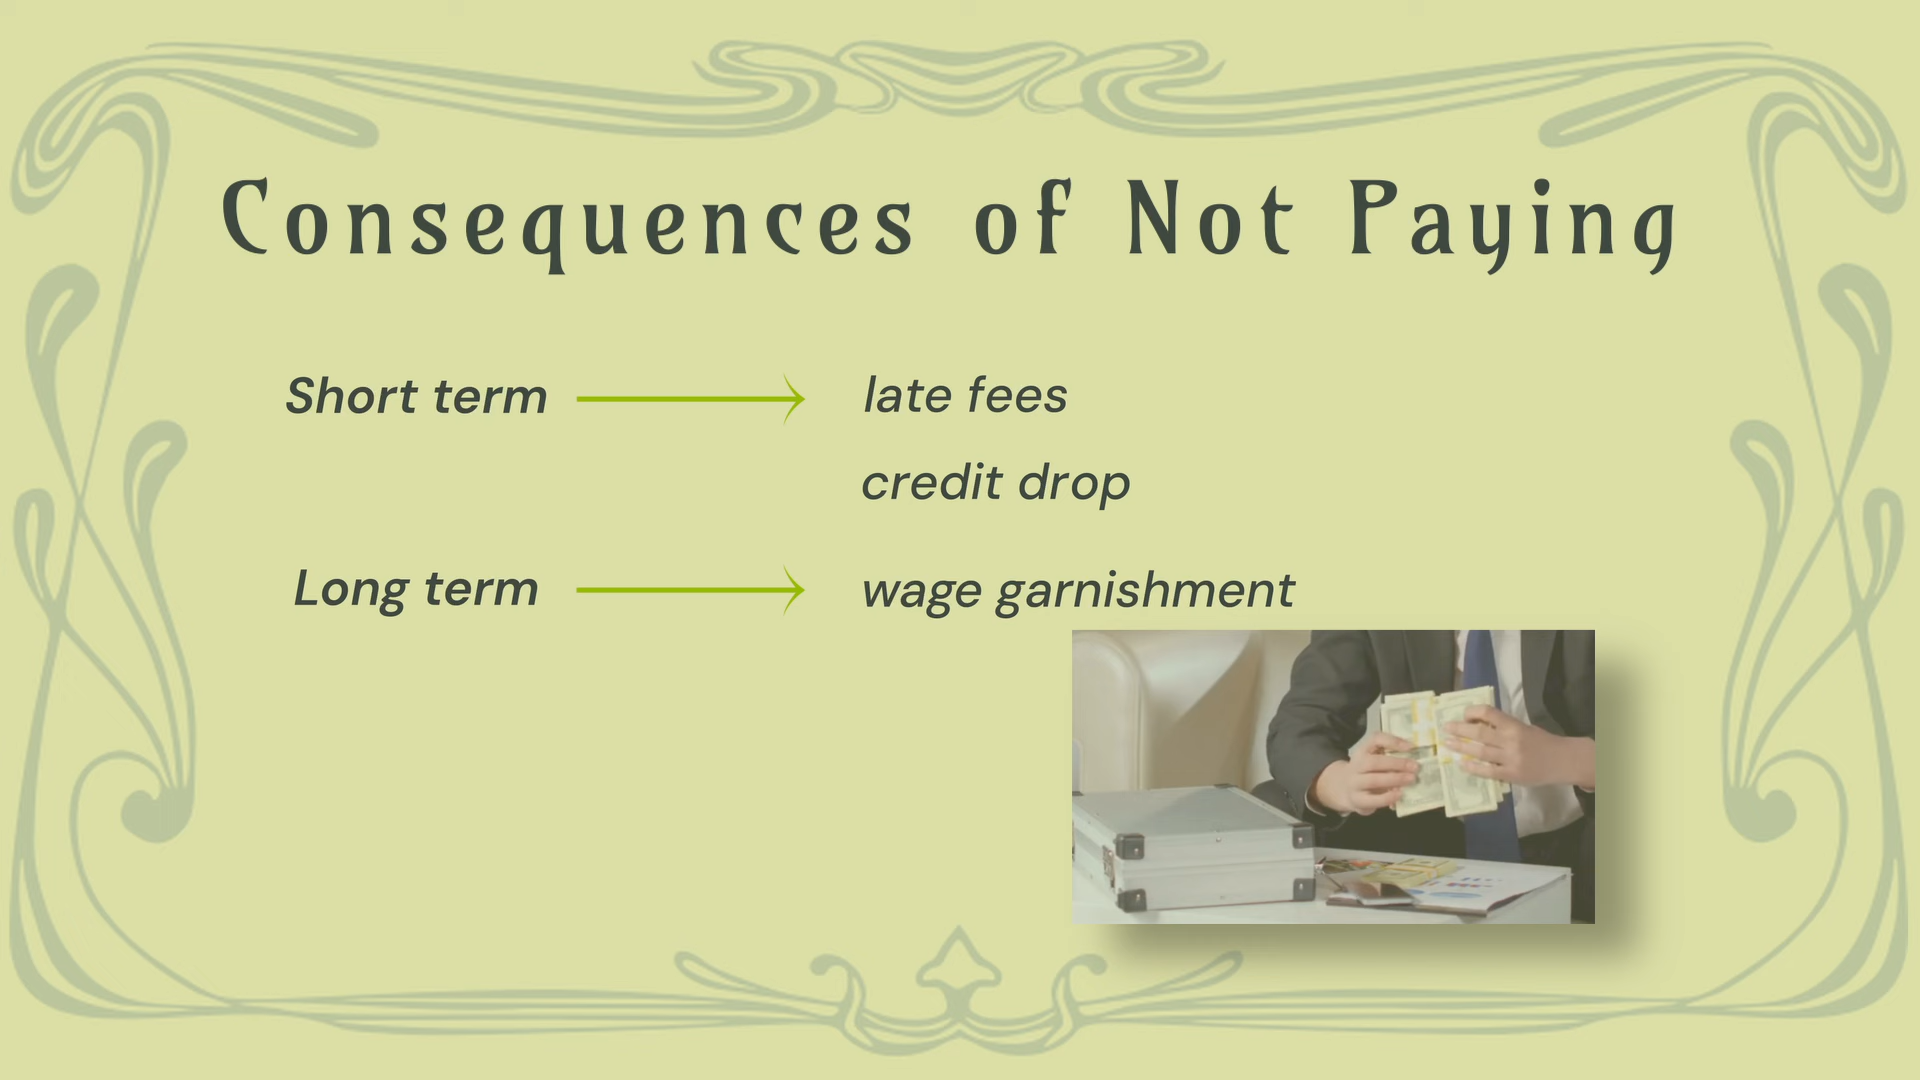 Consequences of Not Paying
Short term late fees
credit drop
Long term wage garnishment